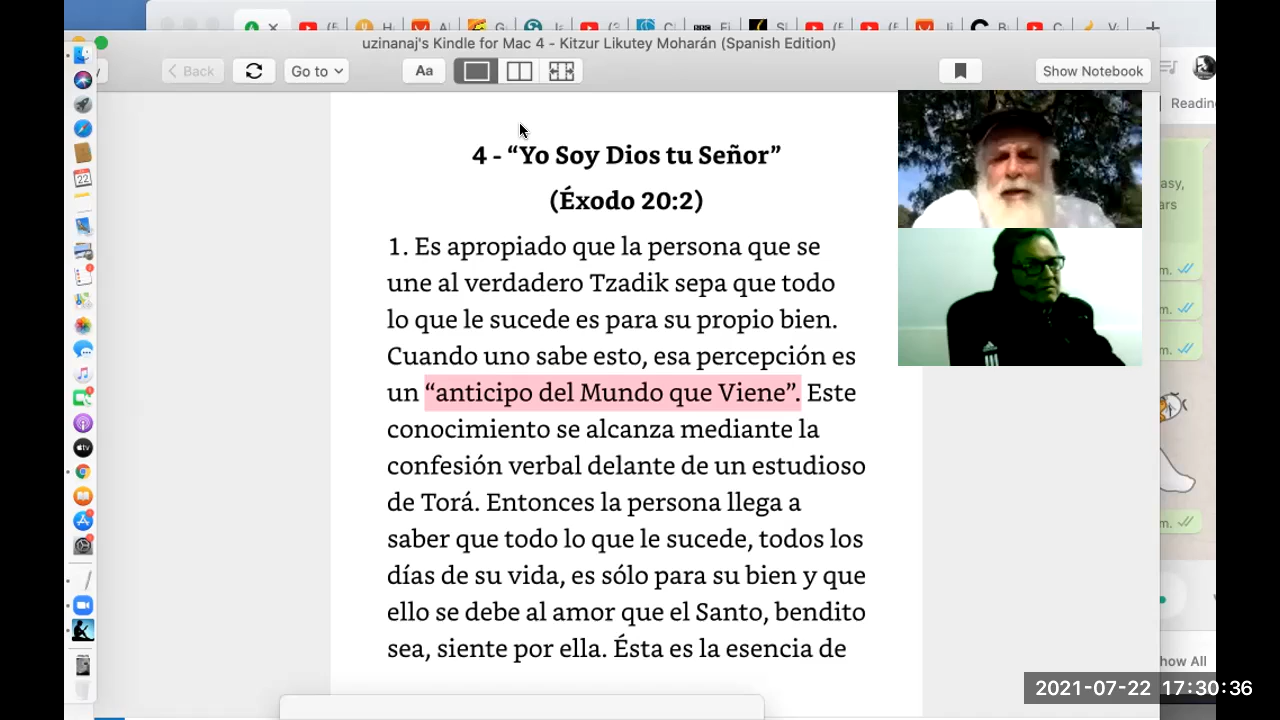 uzinanaj's Kindle for Mac 4 - Kitzur Likutey Moharán (Spanish Edition)
Back
Go to
Aa
Show Notebook
Reading
4 - “Yo Soy Dios tu Señor”
(Éxodo 20:2)
1. Es apropiado que la persona que se
une al verdadero Tzadik sepa que todo
lo que le sucede es para su propio bien.
Cuando uno sabe esto, esa percepción es
un “anticipo del Mundo que Viene”. Este
conocimiento se alcanza mediante la
confesión verbal delante de un estudioso
de Torá. Entonces la persona llega a
saber que todo lo que le sucede, todos los
días de su vida, es sólo para su bien y que
ello se debe al amor que el Santo, bendito
sea, siente por ella. Ésta es la esencia de
22
tv
how All
2021-07-22 17:30:36